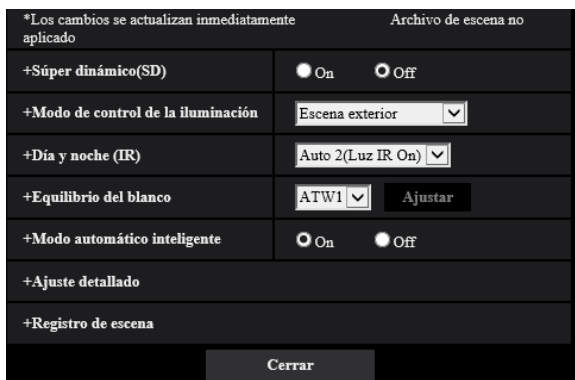 *Los cambios se actualizan inmediatamente Archivo de escena no
aplicado
+Súper dinámico(SD) On Off
+Modo de control de la iluminación Escena exterior
+Día y noche (IR) Auto 2(Luz IR On)
+Equilibrio del blanco ATW1 Ajustar
+Modo automático inteligente On Off
+Ajuste detallado
+Registro de escena
Cerrar